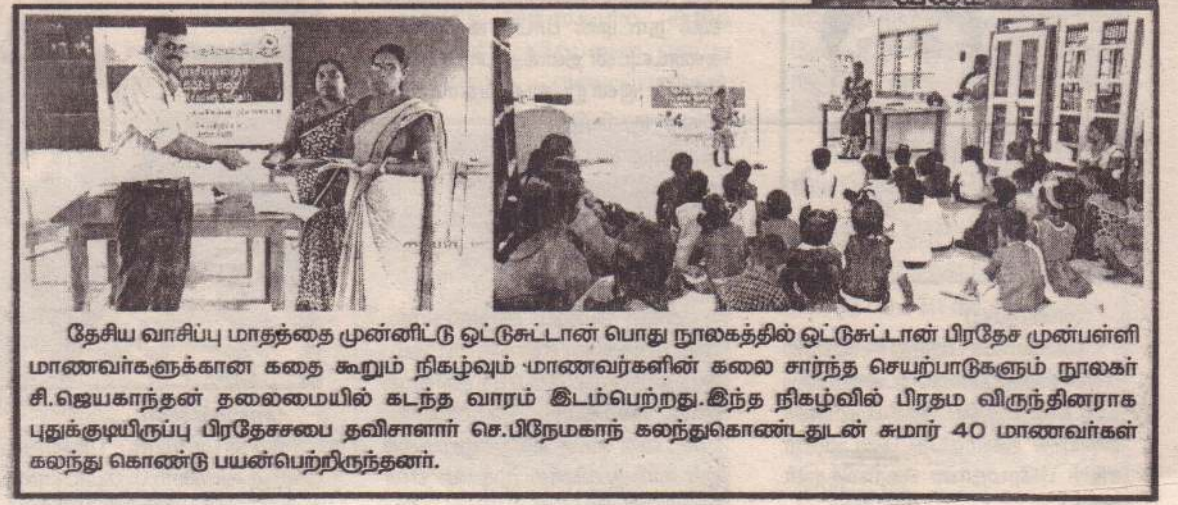 தேசிய வாசிப்பு மாதத்தை முன்னிட்டு ஒட்டுசுட்டான் பொது நூலகத்தில் ஒட்டுசுட்டான் பிரதேச முன்பள்ளி
மாணவர்களுக்கான கதை கூறும் நிகழ்வும் மாணவர்களின் கலை சார்ந்த செயற்பாடுகளும் நூலகர்
சி.ஜெயகாந்தன் தலைமையில் கடந்த வாரம் இடம்பெற்றது.இந்த நிகழ்வில் பிரதம விருந்தினராக
புதுக்குடியிருப்பு பிரதேசசபை தவிசாளார் செ.பிநேமகாந் கலந்துகொண்டதுடன் சுமார் 40 மாணவர்கள்
கலந்து கொண்டு பயன்பெற்றிருந்தனர்.